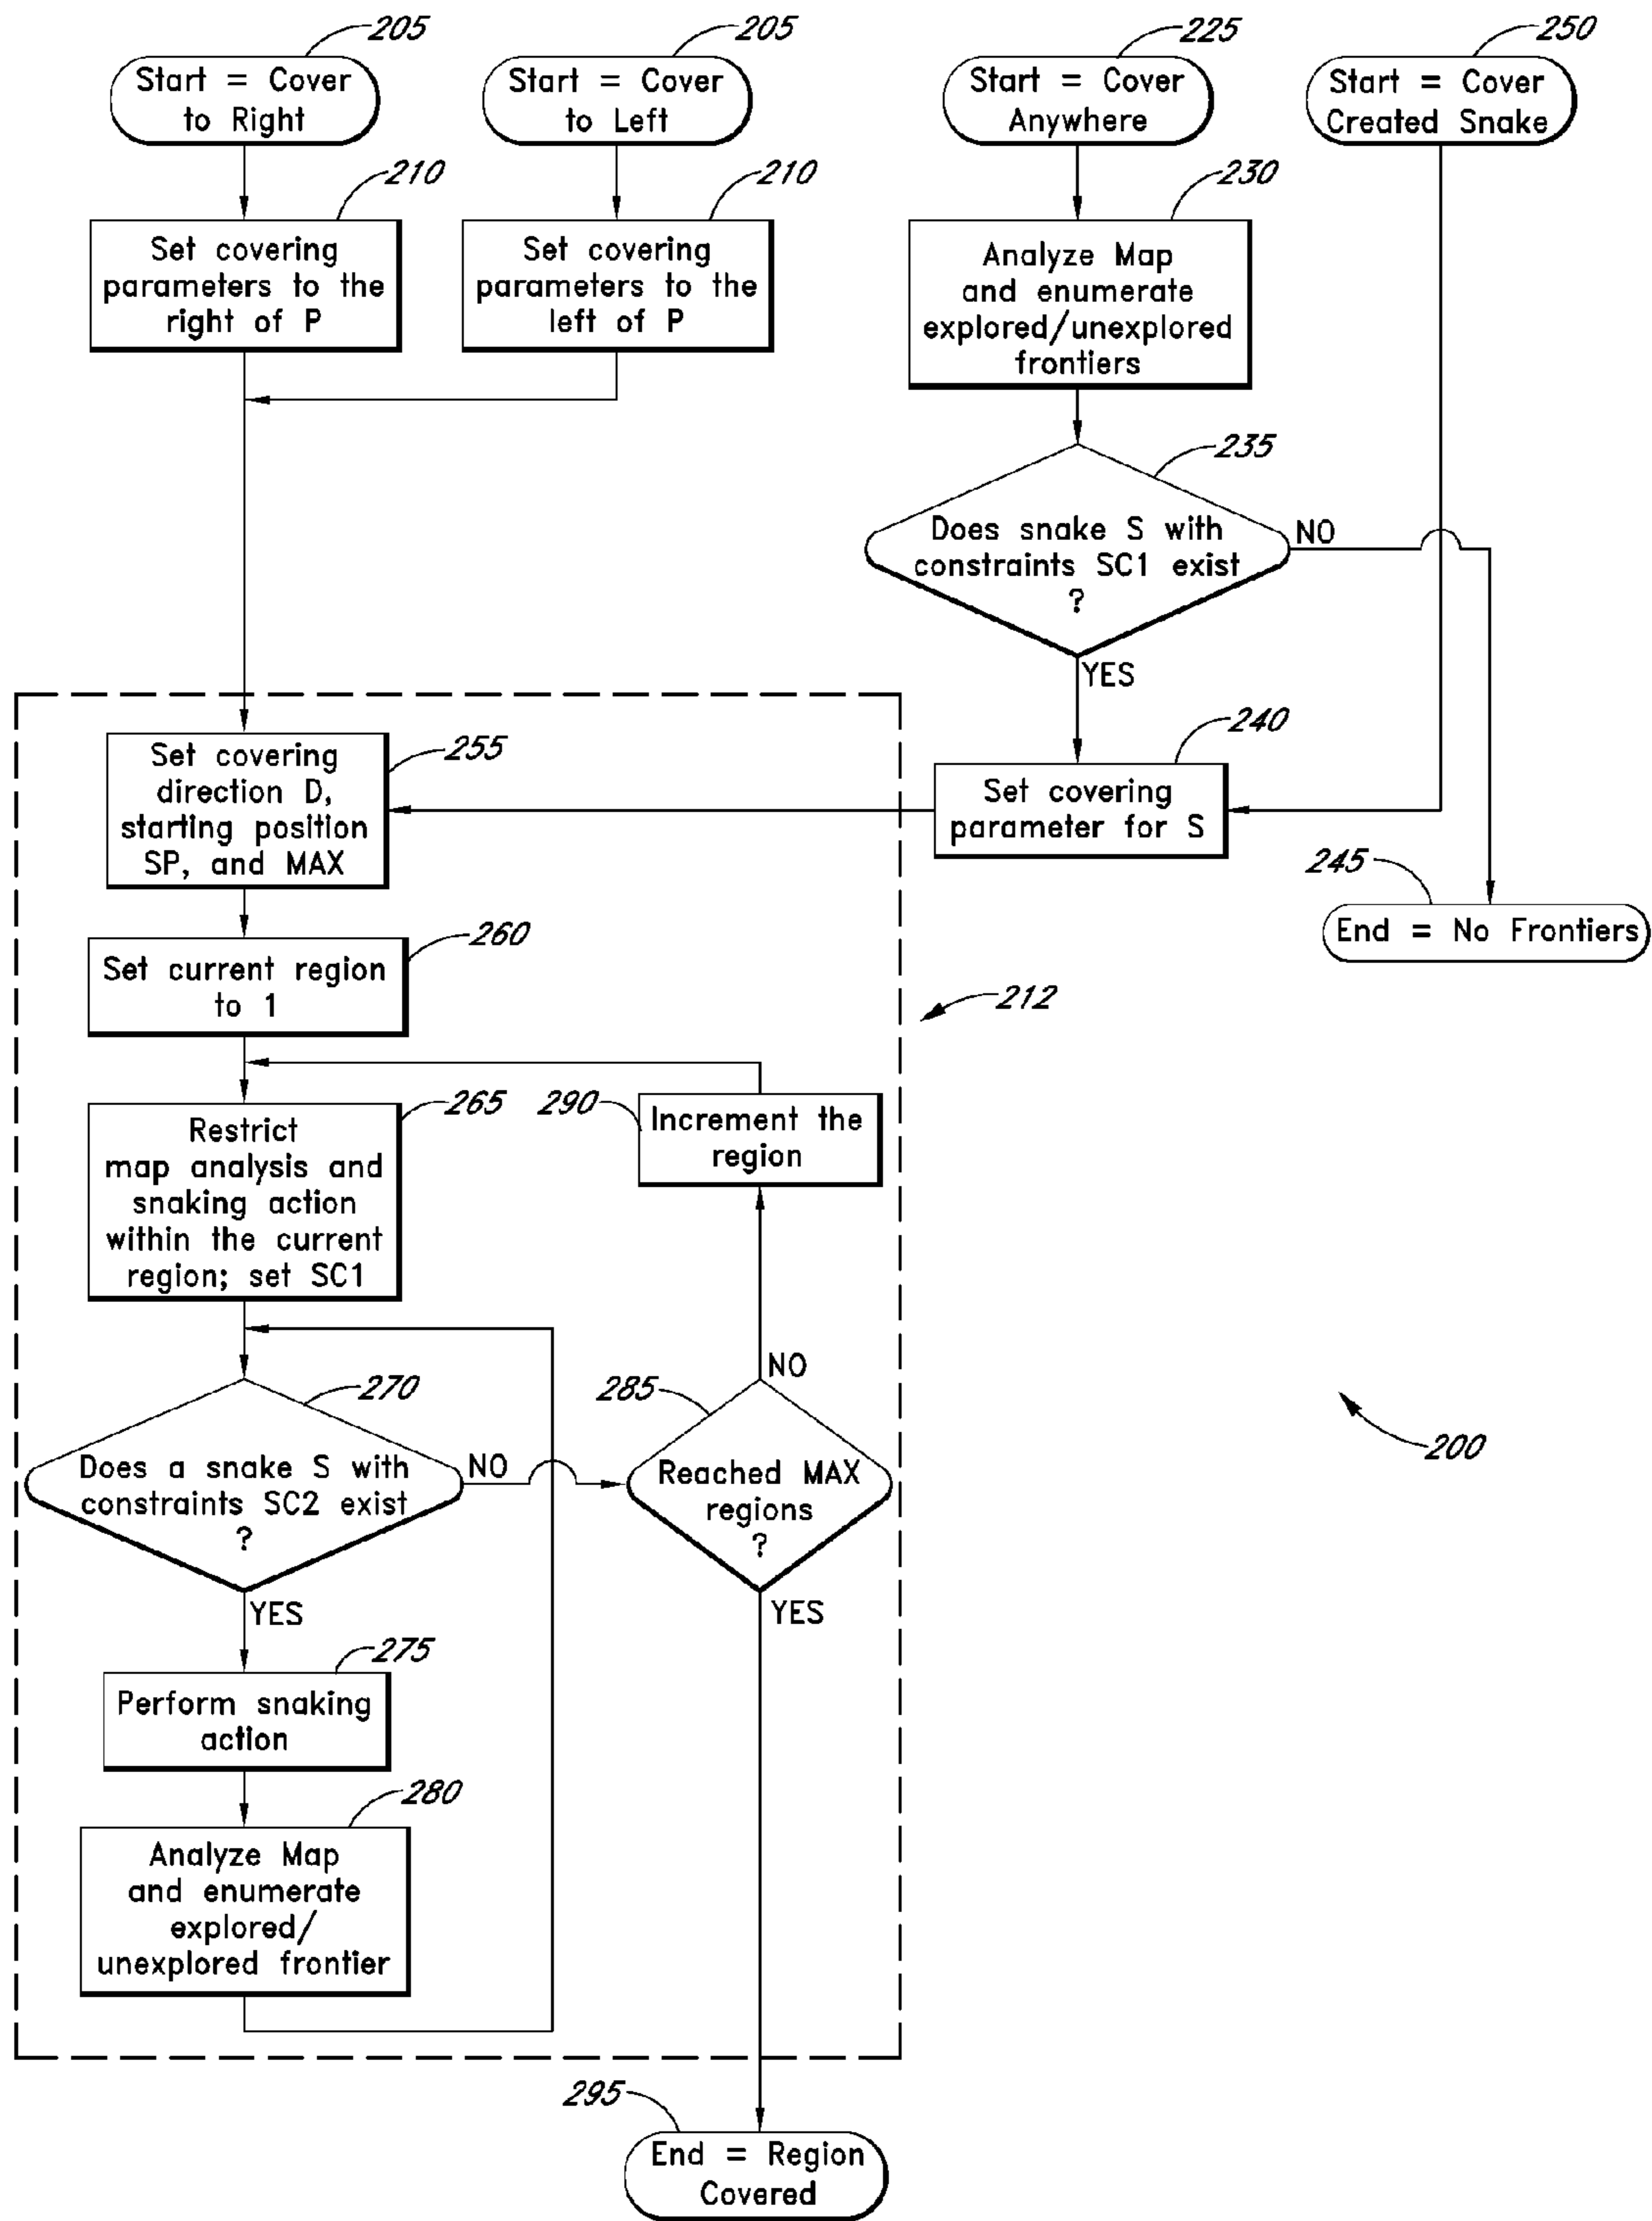 205
Start = Cover
to Right
205
Start = Cover
to Left
225
Start = Cover
Anywhere
250
Start = Cover
Created Snake
210
Set covering
parameters to the
right of P
210
Set covering
parameters to the
left of P
230
Analyze Map
and enumerate
explored/unexplored
frontiers
235
Does snake S with
constraints SC1 exist
?
NO
YES
240
Set covering
parameter for S
245
End = No Frontiers
255
Set covering
direction D,
starting position
SP, and MAX
260
Set current region
to 1
212
265
Restrict
map analysis and
snaking action
within the current
region; set SC1
290
Increment the
region
270
Does a snake S with
constraints SC2 exist
?
NO
YES
285
NO
Reached MAX
regions
?
YES
200
275
Perform snaking
action
280
Analyze Map
and enumerate
explored/
unexplored frontier
295
End = Region
Covered